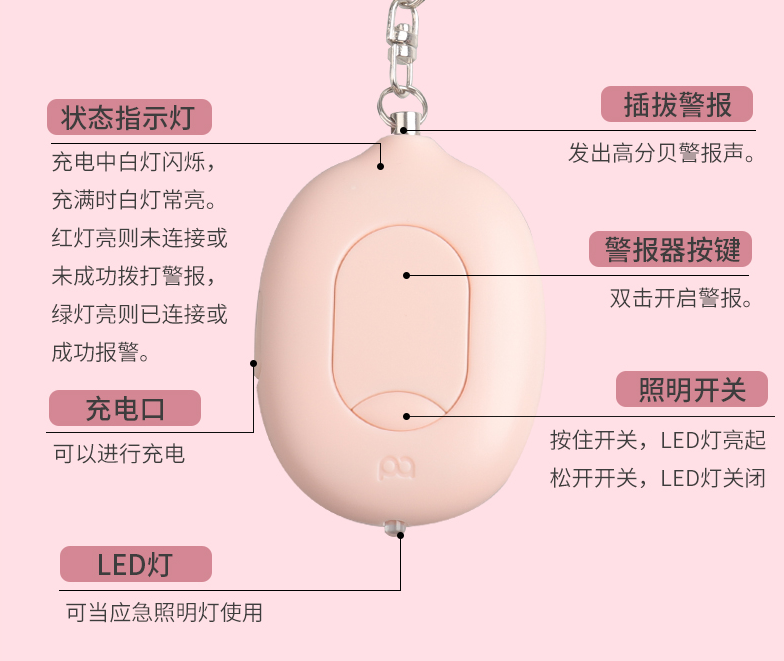 状态指示灯
充电中白灯闪烁，
充满时白灯常亮。
红灯亮则未连接或
未成功拨打警报，
绿灯亮则已连接或
成功报警。
充电口
可以进行充电
LED灯
可当应急照明灯使用
插拔警报
发出高分贝警报声。
警报器按键
双击开启警报。
照明开关
按住开关，LED灯亮起
松开开关，LED灯关闭